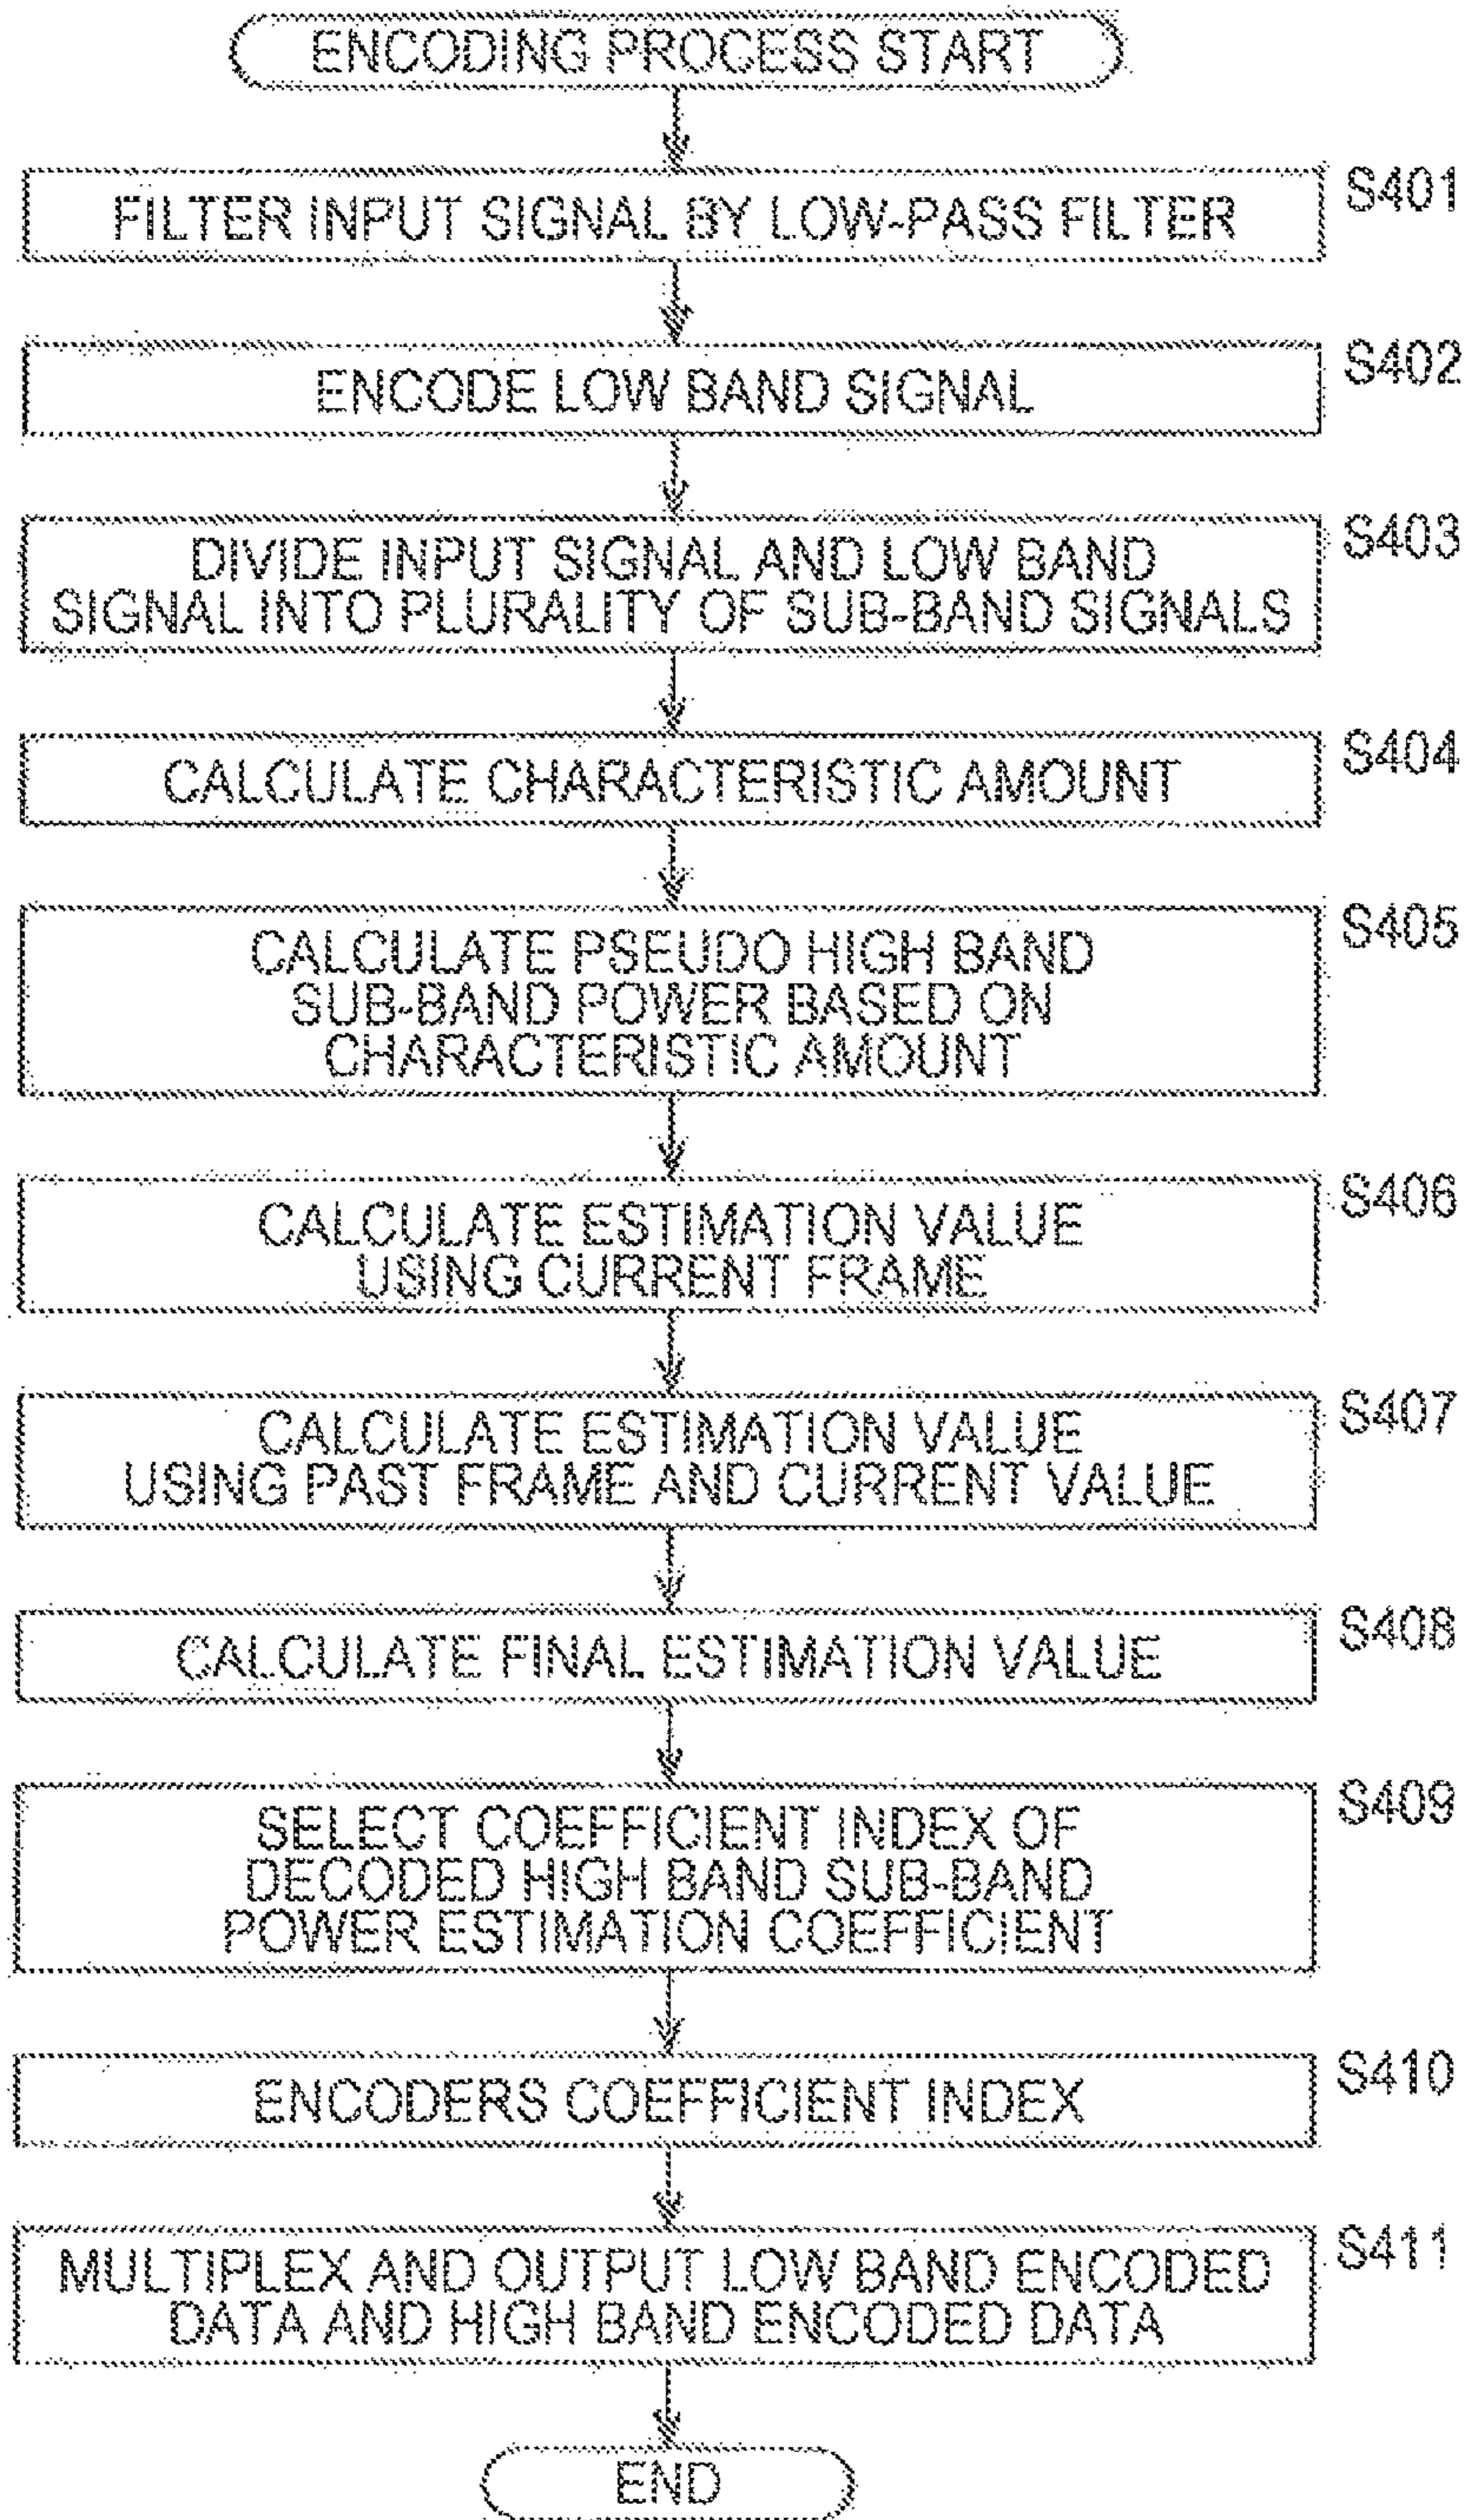 ENCODING PROCESS START
S401
FILTER INPUT SIGNAL BY LOW-PASS FILTER
S402
ENCODE LOW BAND SIGNAL
S403
DIVIDE INPUT SIGNAL AND LOW BAND
SIGNAL INTO PLURALITY OF SUB-BAND SIGNALS
S404
CALCULATE CHARACTERISTIC AMOUNT
S405
CALCULATE PSEUDO HIGH BAND
SUB-BAND POWER BASED ON
CHARACTERISTIC AMOUNT
S406
CALCULATE ESTIMATION VALUE
USING CURRENT FRAME
S407
CALCULATE ESTIMATION VALUE
USING PAST FRAME AND CURRENT VALUE
S408
CALCULATE FINAL ESTIMATION VALUE
S409
SELECT COEFFICIENT INDEX OF
DECODED HIGH BAND SUB-BAND
POWER ESTIMATION COEFFICIENT
S410
ENCODERS COEFFICIENT INDEX
S411
MULTIPLEX AND OUTPUT LOW BAND ENCODED
DATA AND HIGH BAND ENCODED DATA
END